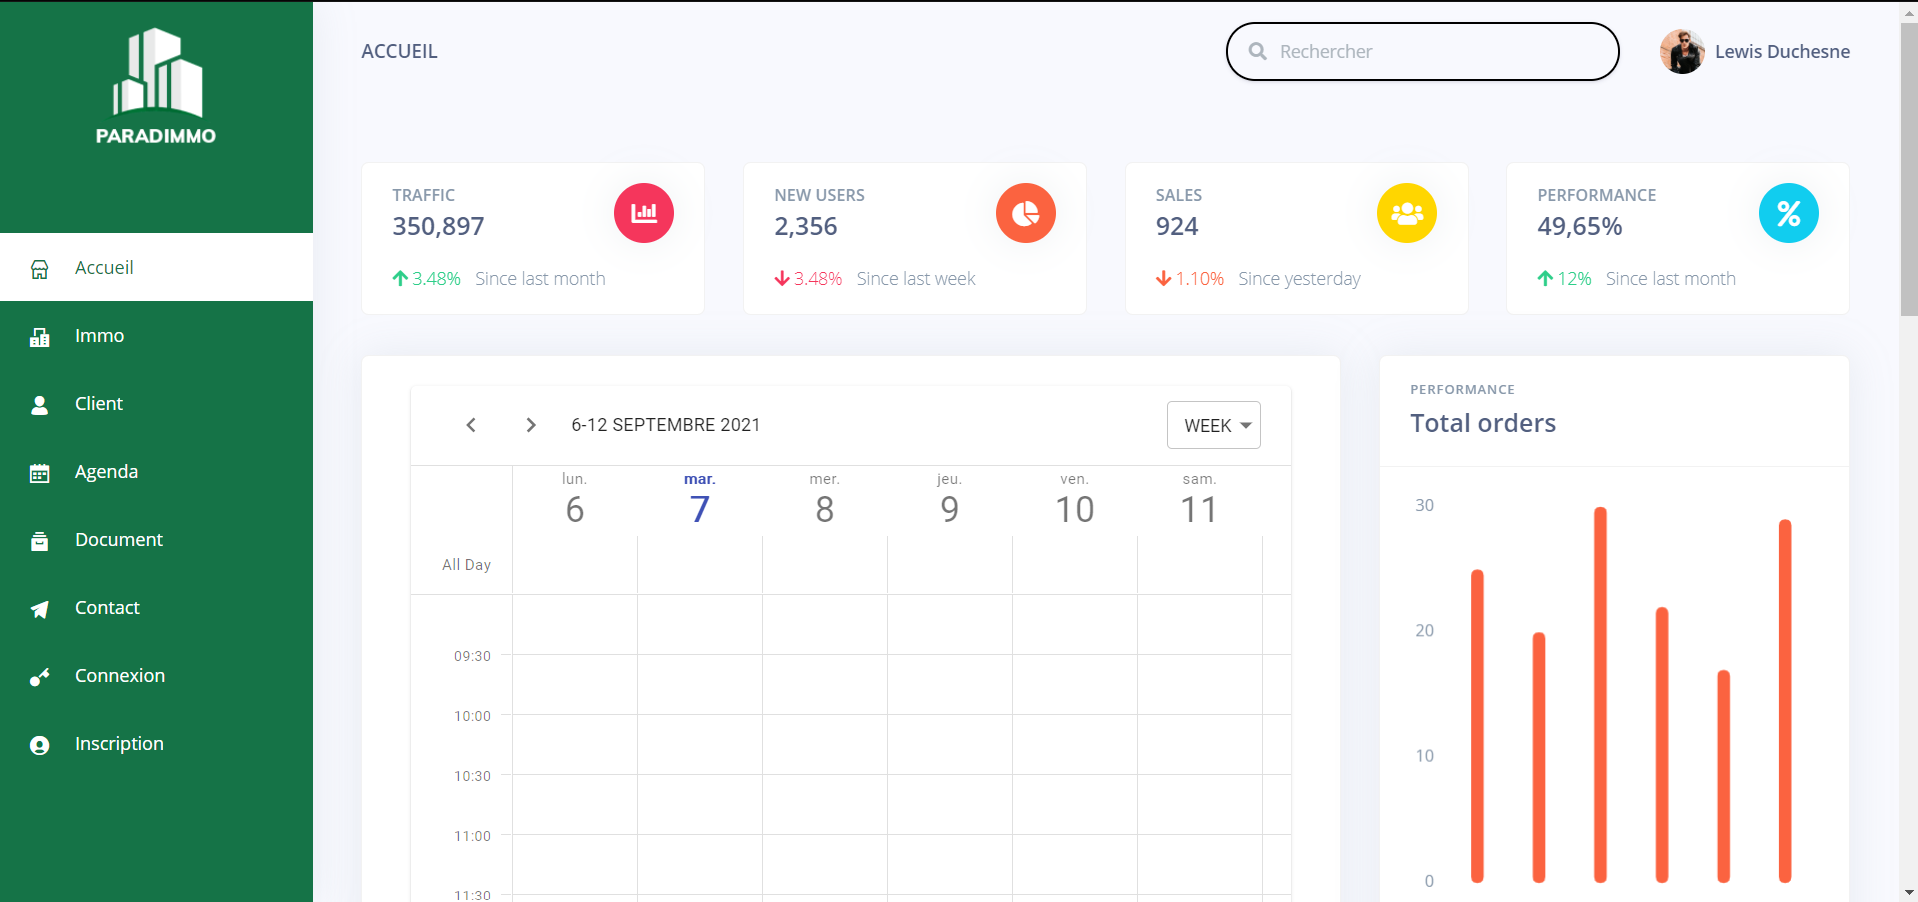 PARADIMMO
Accueil
Immo
Client
Agenda
Document
Contact
Connexion
Inscription
ACCUEIL
Rechercher
Lewis Duchesne
TRAFFIC
350,897
3.48% Since last month
NEW USERS
2,356
3.48% Since last week
SALES
924
1.10% Since yesterday
PERFORMANCE
49,65%
12% Since last month
6-12 SEPTEMBRE 2021
WEEK
lun. mar. mer. jeu. ven. sam.
6 7 8 9 10 11
All Day
09:30
10:00
10:30
11:00
11:30
PERFORMANCE
Total orders
30
20
10
0